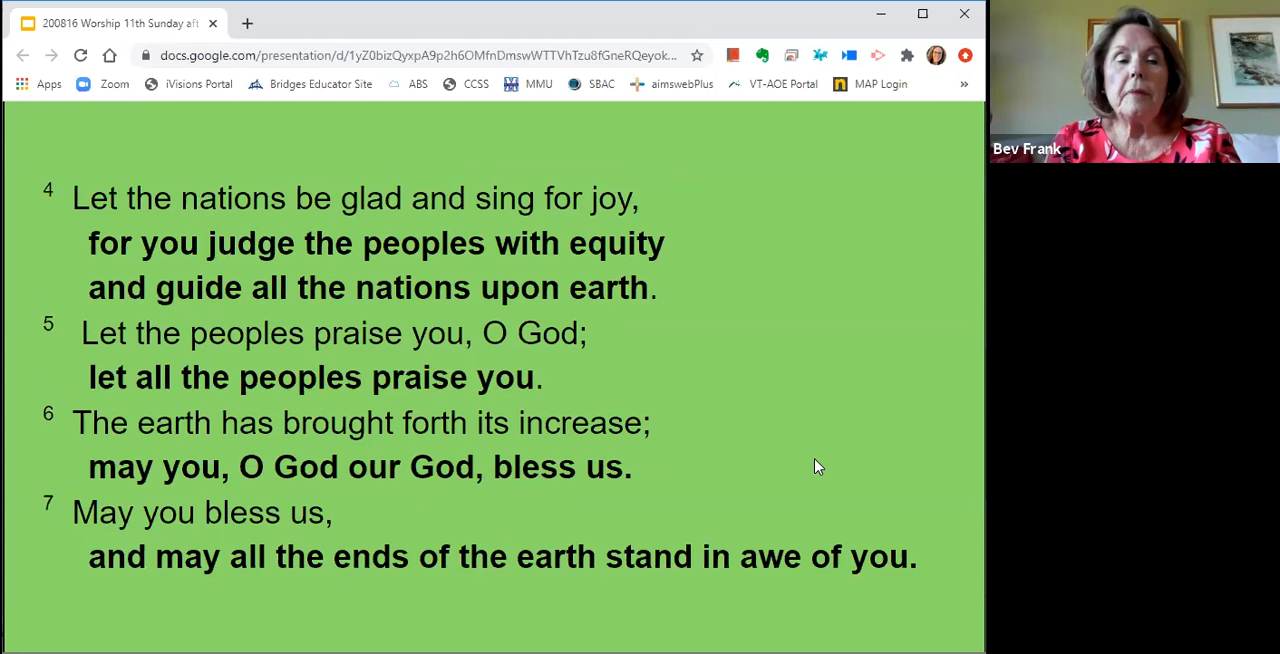 200816 Worship 11th Sunday aft
docs.google.com/presentation/d/1yZ0bizQyxpA9p2h6OMfnDmswWTTVhTzu8fGneRQeyok...
Apps Zoom iVisions Portal Bridges Educator Site ABS CCSS MMU SBAC aimswebPlus VT-AOE Portal MAP Login »
Bev Frank
4 Let the nations be glad and sing for joy,
for you judge the peoples with equity
and guide all the nations upon earth.
5 Let the peoples praise you, O God;
let all the peoples praise you.
6 The earth has brought forth its increase;
may you, O God our God, bless us.
7 May you bless us,
and may all the ends of the earth stand in awe of you.